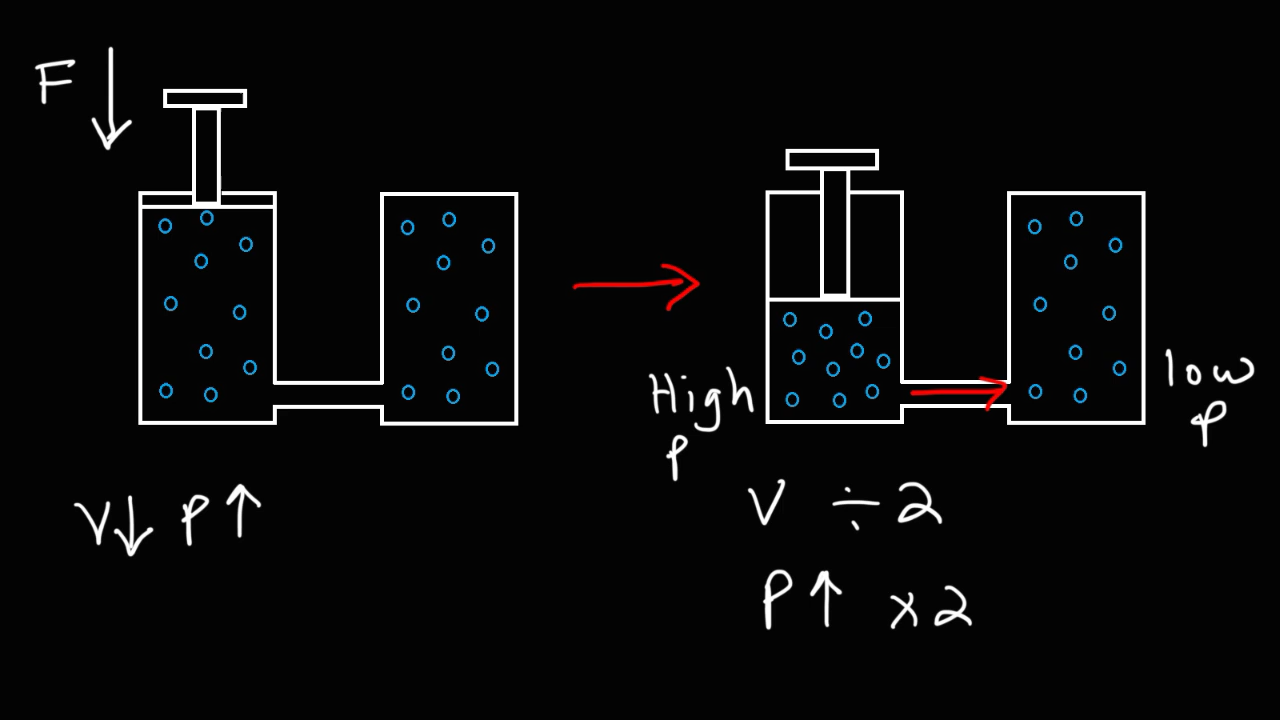 F ↓
V↓ P↑
High
P
low
P
V ÷ 2
P↑ x2